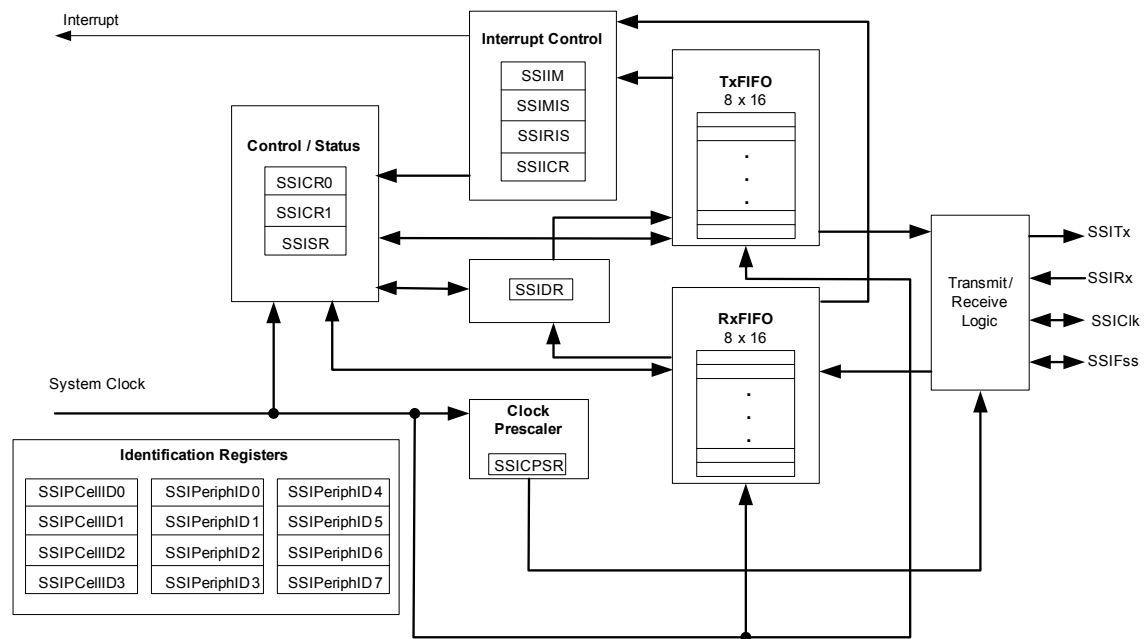 Interrupt
Interrupt Control
SSIIM
SSIMIS
SSIRIS
SSIICR
TxFIFO
8 x 16
.
.
.
Control / Status
SSICR0
SSICR1
SSISR
SSIDR
RxFIFO
8 x 16
.
.
.
Transmit/
Receive
Logic
SSITx
SSIRx
SSIClk
SSIFss
System Clock
Clock
Prescaler
SSICPSR
Identification Registers
SSIPCellID0
SSIPeriphID0
SSIPeriphID4
SSIPCellID1
SSIPeriphID1
SSIPeriphID5
SSIPCellID2
SSIPeriphID2
SSIPeriphID6
SSIPCellID3
SSIPeriphID3
SSIPeriphID7